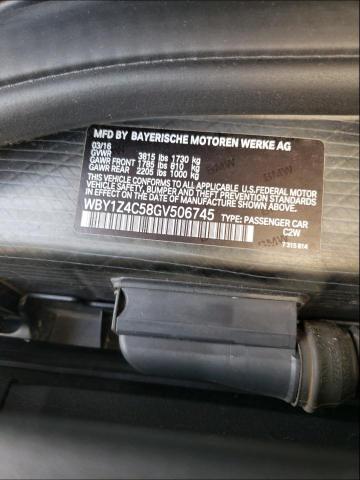 MFD BY BAYERISCHE MOTOREN WERKE AG
03/16
GVWR 3815 lbs 1730 kg
GAWR FRONT 1785 lbs 810 kg
GAWR REAR 2205 lbs 1000 kg
THIS VEHICLE CONFORMS TO ALL APPLICABLE U.S.FEDERAL MOTOR
VEHICLE SAFETY, BUMPER, AND THEFT PREVENTION STANDARDS
IN EFFECT ON THE DATE OF MANUFACTURE SHOWN ABOVE.
WBY1Z4C58GV506745 TYPE: PASSENGER CAR
C2W
7 315 814